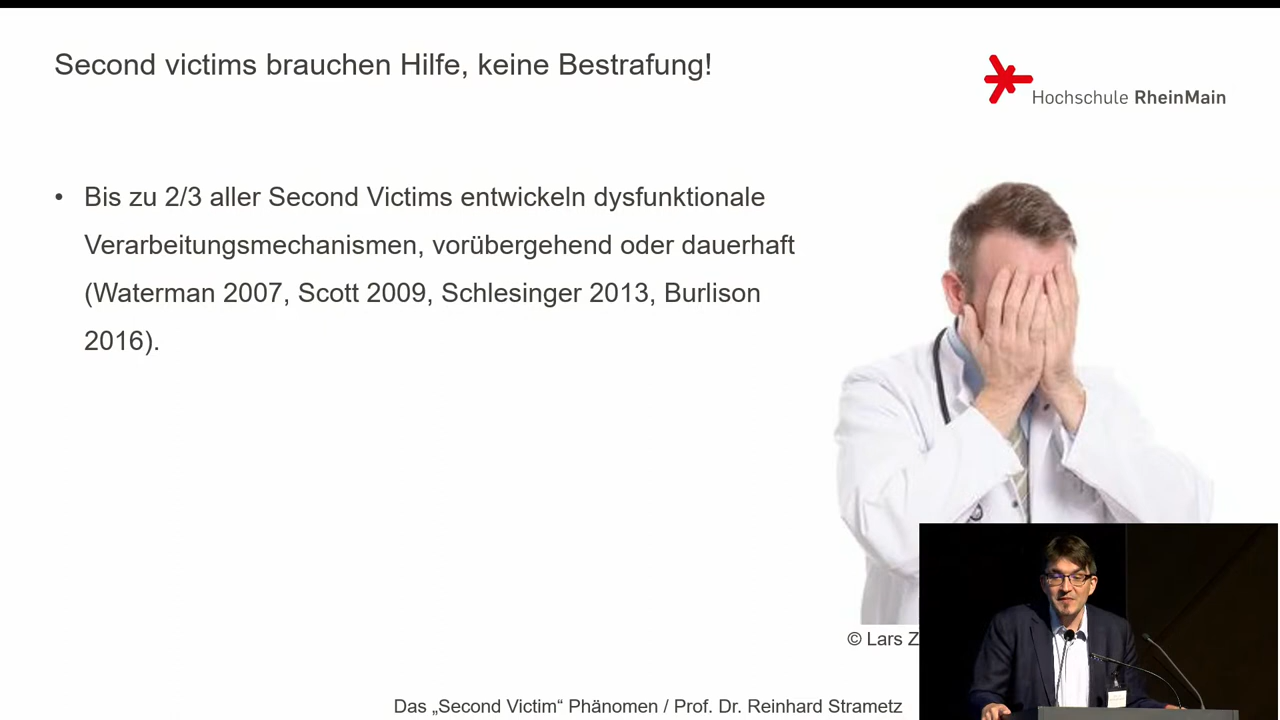 Second victims brauchen Hilfe, keine Bestrafung!
Hochschule RheinMain
• Bis zu 2/3 aller Second Victims entwickeln dysfunktionale
Verarbeitungsmechanismen, vorübergehend oder dauerhaft
(Waterman 2007, Scott 2009, Schlesinger 2013, Burlison
2016).
© Lars Z
Das „Second Victim“ Phänomen / Prof. Dr. Reinhard Strametz